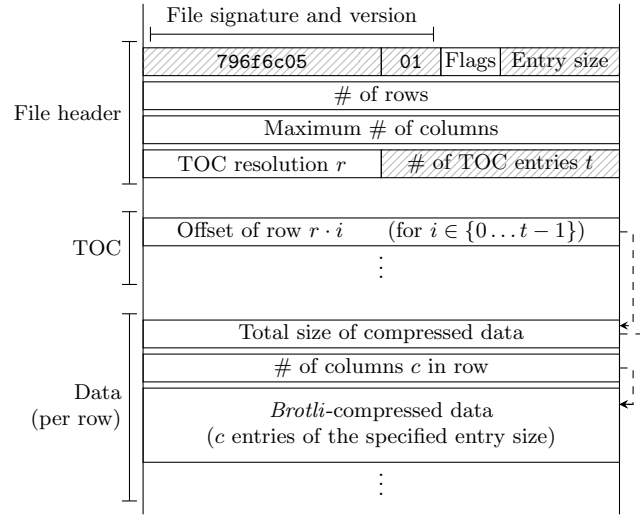 File signature and version
796f6c05 01 Flags Entry size
# of rows
File header
Maximum # of columns
TOC resolution r # of TOC entries t
Offset of row r · i (for i ∈ {0 … t − 1})
TOC
⋮
Total size of compressed data
# of columns c in row
Data
(per row)
Brotli-compressed data
(c entries of the specified entry size)
⋮